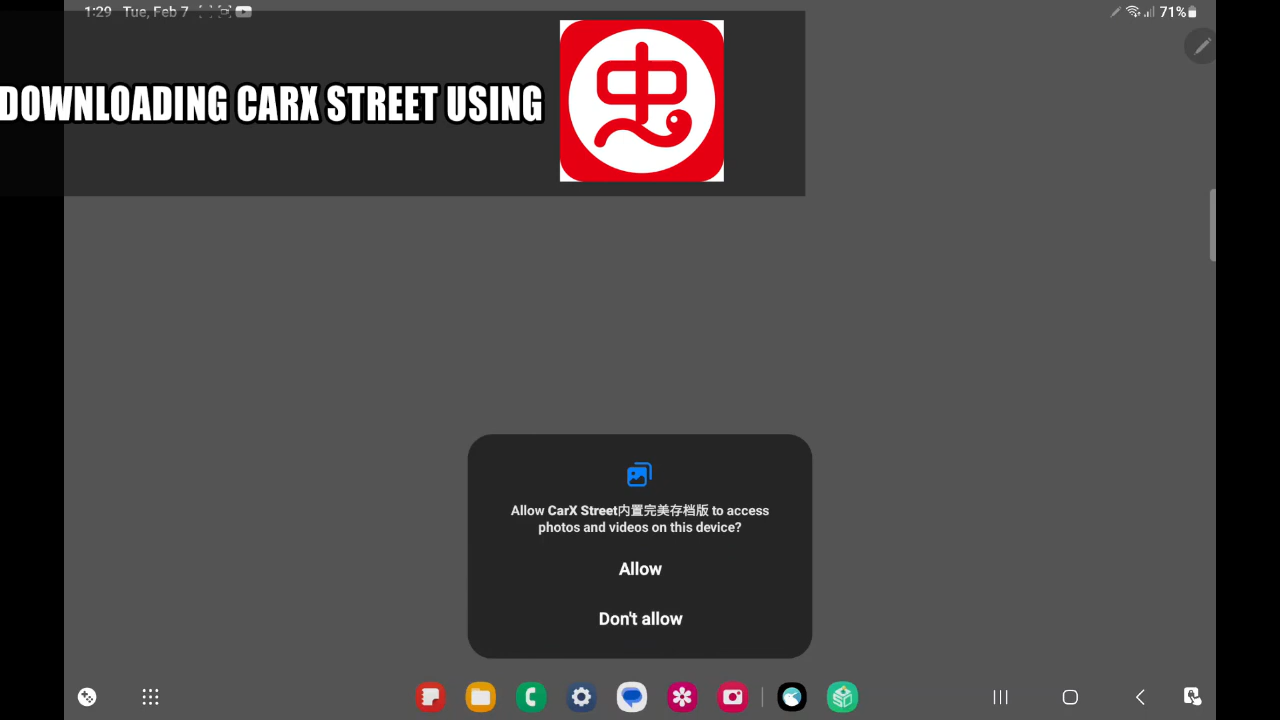 1:29 Tue, Feb 7
71%
DOWNLOADING CARX STREET USING
Allow CarX Street内置完美存档版 to access
photos and videos on this device?
Allow
Don't allow